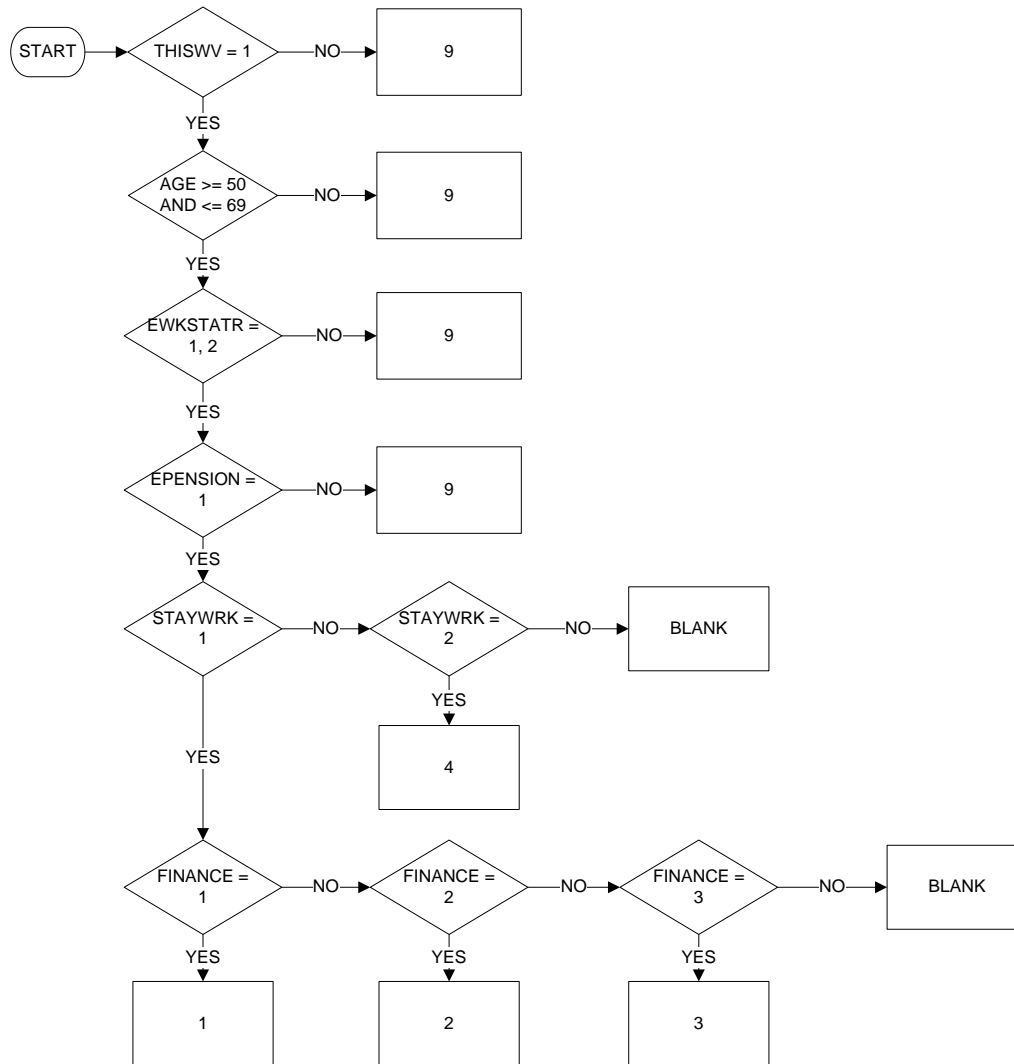 START
THISWV = 1
NO
9
YES
AGE >= 50
AND <= 69
NO
9
YES
EWKSTATR =
1, 2
NO
9
YES
EPENSION =
1
NO
9
YES
STAYWRK =
1
NO
STAYWRK =
2
NO
BLANK
YES
4
YES
FINANCE =
1
NO
FINANCE =
2
NO
FINANCE =
3
NO
BLANK
YES
YES
YES
1
2
3